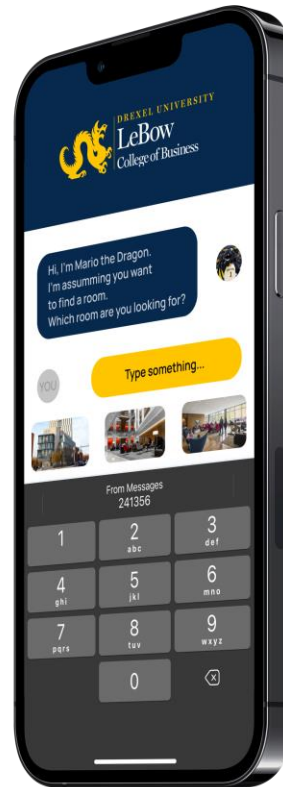 DREXEL UNIVERSITY
LeBow
College of Business
Hi, I'm Mario the Dragon.
I'm assumming you want
to find a room.
Which room are you looking for?
YOU
Type something...
From Messages
241356
1
2
abc
3
def
4
ghi
5
jkl
6
mno
7
pqrs
8
tuv
9
wxyz
0